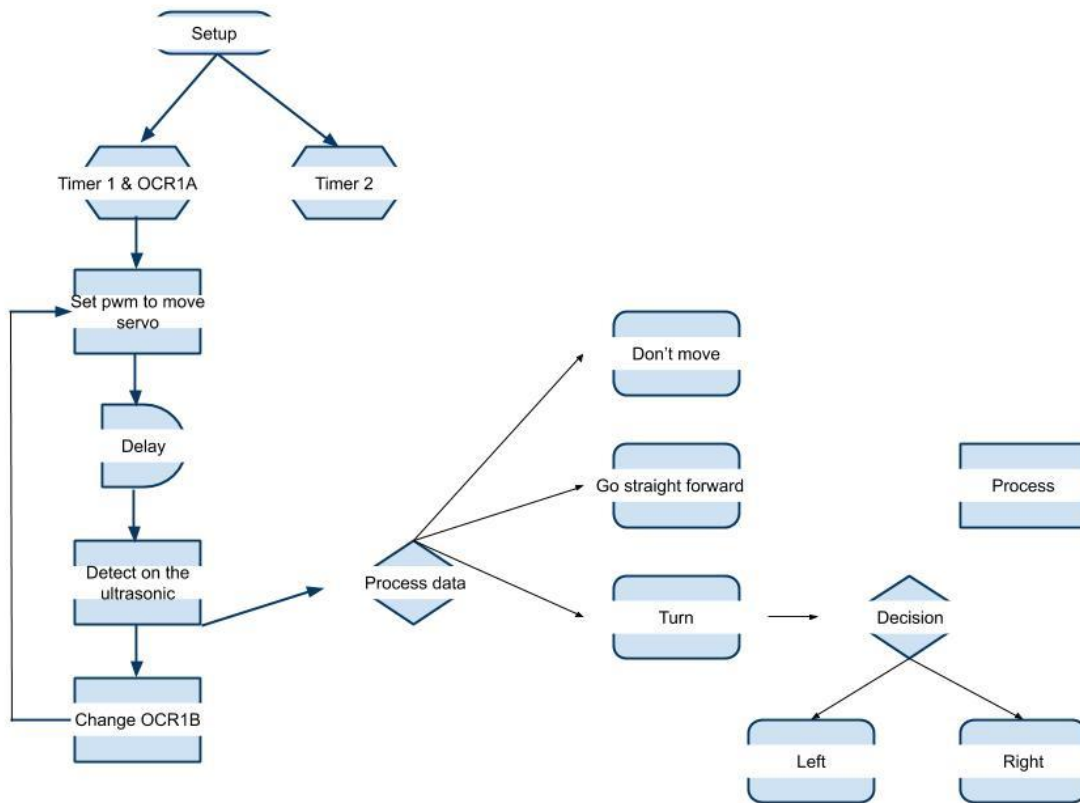 Setup
Timer 1 & OCR1A
Timer 2
Set pwm to move
servo
Delay
Detect on the
ultrasonic
Change OCR1B
Process data
Don’t move
Go straight forward
Turn
Process
Decision
Left
Right